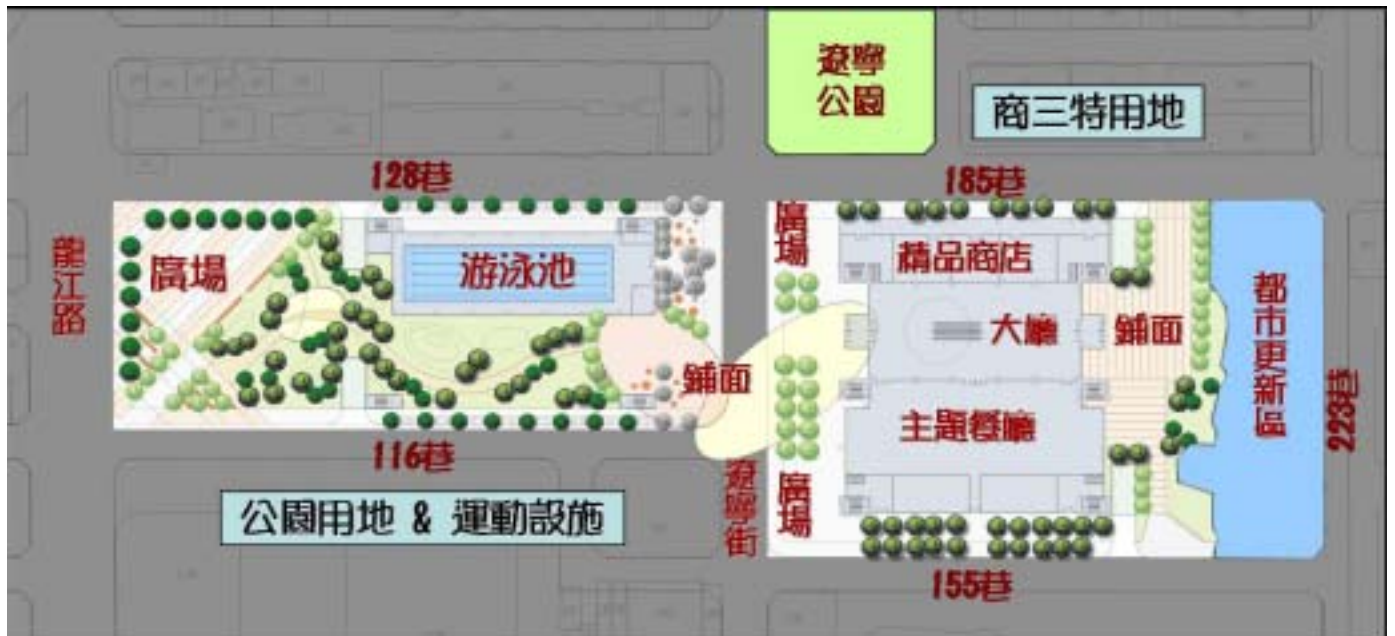 遼寧
公園
商三特用地
128巷
185巷
龍江路
廣場
游泳池
廣場
精品商店
大廳
鋪面
鋪面
主題餐廳
廣場
都市更新區
223巷
116巷
遼寧街
公園用地 & 運動設施
155巷